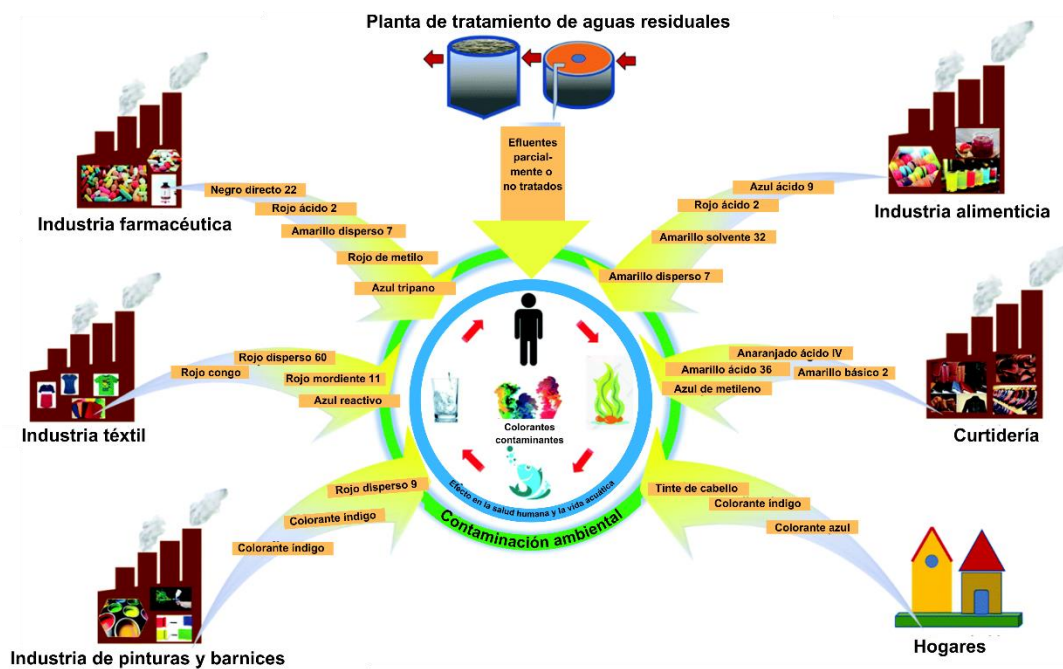 Planta de tratamiento de aguas residuales
Efluentes
parcial-
mente o
no tratados
Industria farmacéutica
Negro directo 22
Rojo ácido 2
Amarillo disperso 7
Rojo de metilo
Azul tripano
Industria alimenticia
Azul ácido 9
Rojo ácido 2
Amarillo solvente 32
Amarillo disperso 7
Industria téxtil
Rojo disperso 60
Rojo congo
Rojo mordiente 11
Azul reactivo
Curtidería
Anaranjado ácido IV
Amarillo ácido 36
Amarillo básico 2
Azul de metileno
Colorantes
contaminantes
Efecto en la salud humana y la vida acuática
Contaminación ambiental
Industria de pinturas y barnices
Rojo disperso 9
Colorante índigo
Colorante índigo
Hogares
Tinte de cabello
Colorante índigo
Colorante azul